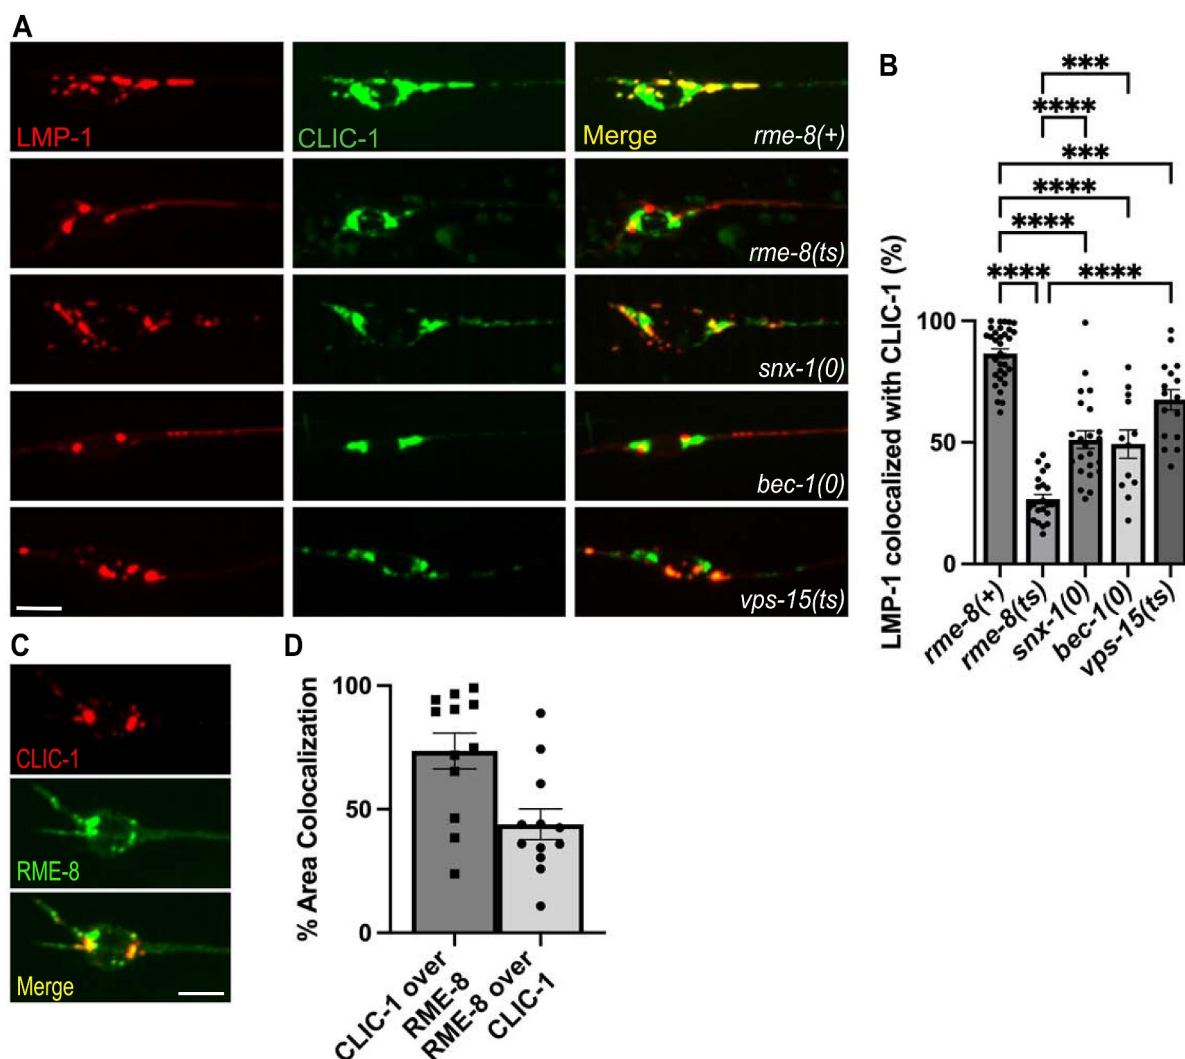 A
LMP-1
CLIC-1
Merge
rme-8(+)
rme-8(ts)
snx-1(0)
bec-1(0)
vps-15(ts)
B
***
****
***
****
****
****
****
LMP-1 colocalized with CLIC-1 (%)
100
50
0
rme-8(+)
rme-8(ts)
snx-1(0)
bec-1(0)
vps-15(ts)
C
CLIC-1
RME-8
Merge
D
% Area Colocalization
100
50
0
CLIC-1 over
RME-8
RME-8 over
CLIC-1